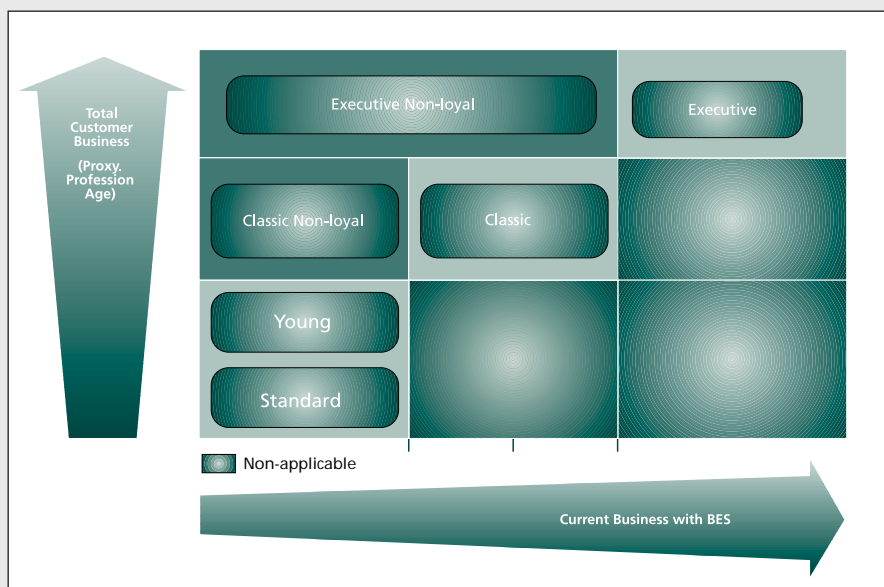 Total
Customer
Business
(Proxy.
Profession
Age)
Executive Non-loyal
Executive
Classic Non-loyal
Classic
Young
Standard
Non-applicable
Current Business with BES